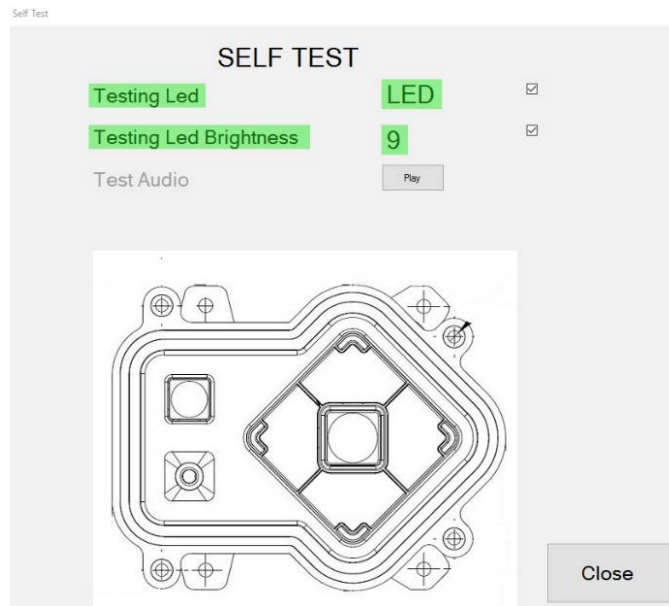 Self Test
SELF TEST
Testing Led LED
Testing Led Brightness 9
Test Audio Play
Close